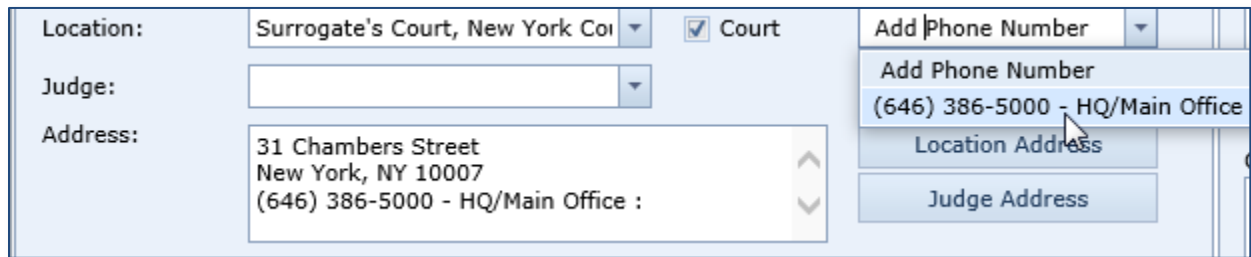 Location:
Surrogate's Court, New York Cou
Court
Add Phone Number
Add Phone Number
(646) 386-5000 - HQ/Main Office
Judge:
Address:
31 Chambers Street
New York, NY 10007
(646) 386-5000 - HQ/Main Office :
Location Address
Judge Address